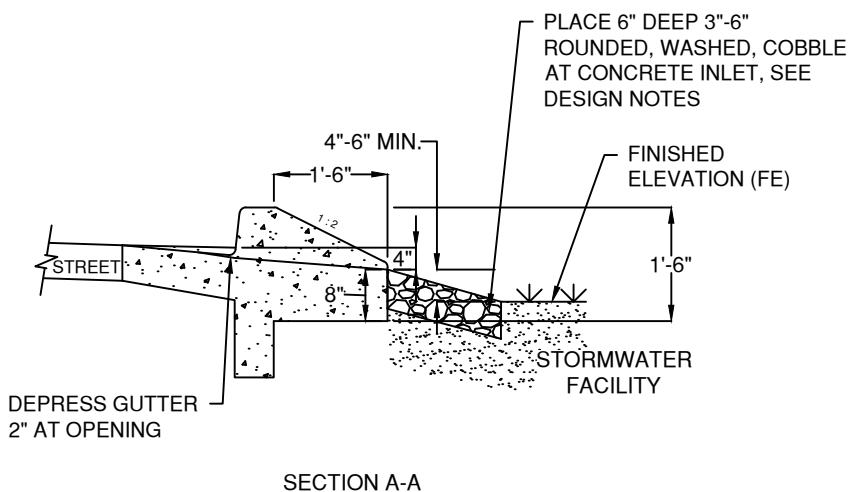 PLACE 6" DEEP 3"-6"
ROUNDED, WASHED, COBBLE
AT CONCRETE INLET, SEE
DESIGN NOTES
4"-6" MIN.
FINISHED
ELEVATION (FE)
1'-6"
1:2
4"
1'-6"
STREET
8"
STORMWATER
FACILITY
DEPRESS GUTTER
2" AT OPENING
SECTION A-A